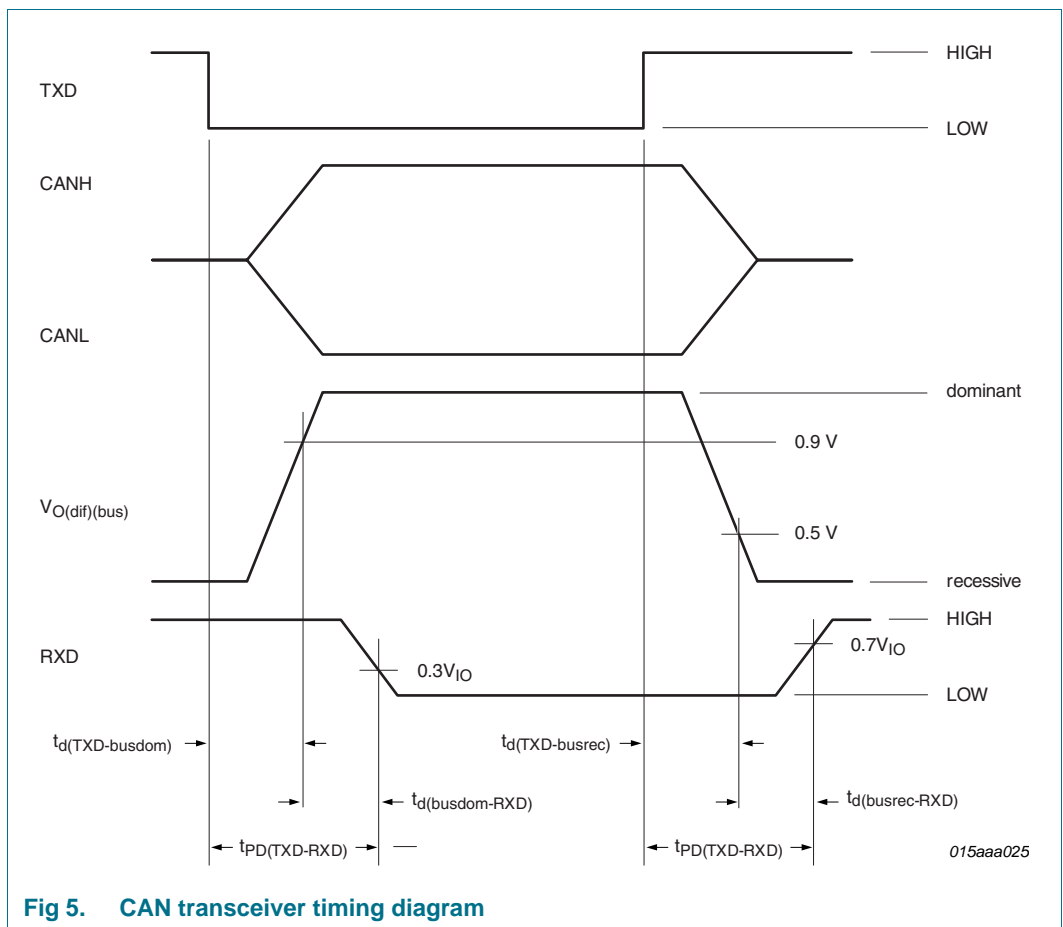 TXD
HIGH
LOW
CANH
CANL
dominant
0.9 V
VO(dif)(bus)
0.5 V
recessive
HIGH
RXD
0.7VIO
0.3VIO
LOW
td(TXD-busdom)
td(TXD-busrec)
td(busdom-RXD)
td(busrec-RXD)
tPD(TXD-RXD)
tPD(TXD-RXD)
015aaa025
Fig 5. CAN transceiver timing diagram